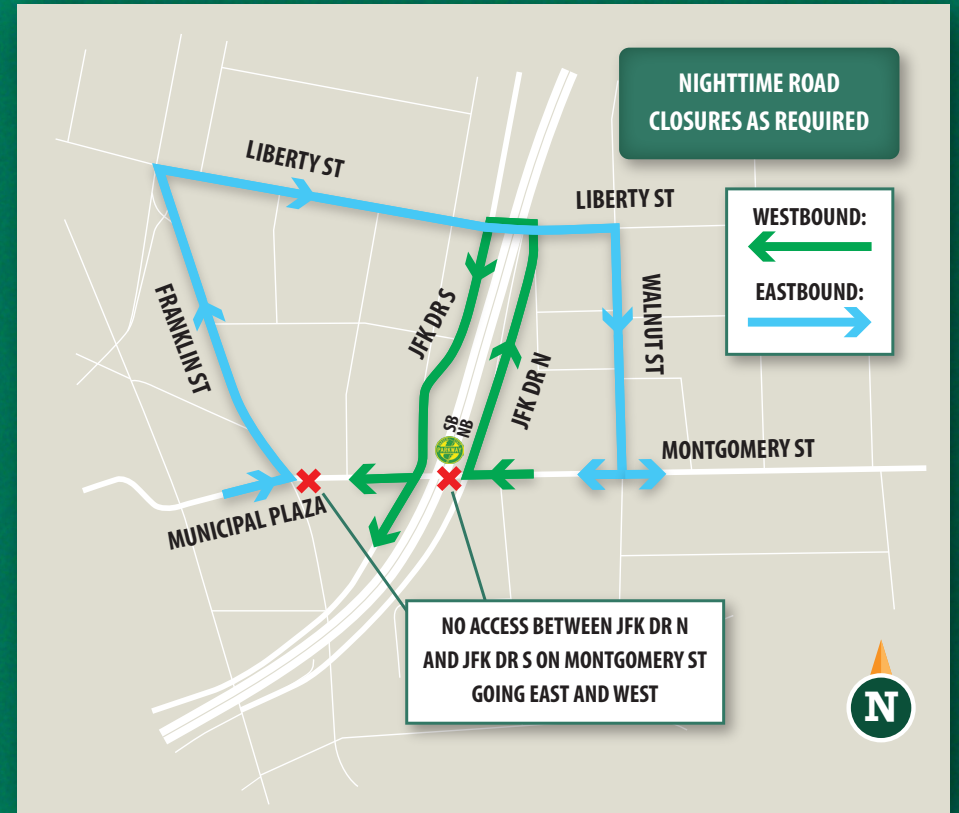 NIGHTTIME ROAD
CLOSURES AS REQUIRED
LIBERTY ST
LIBERTY ST
WESTBOUND:
EASTBOUND:
FRANKLIN ST
JFK DR S
JFK DR N
WALNUT ST
SB
NB
PARKWAY
MONTGOMERY ST
MUNICIPAL PLAZA
NO ACCESS BETWEEN JFK DR N
AND JFK DR S ON MONTGOMERY ST
GOING EAST AND WEST
N